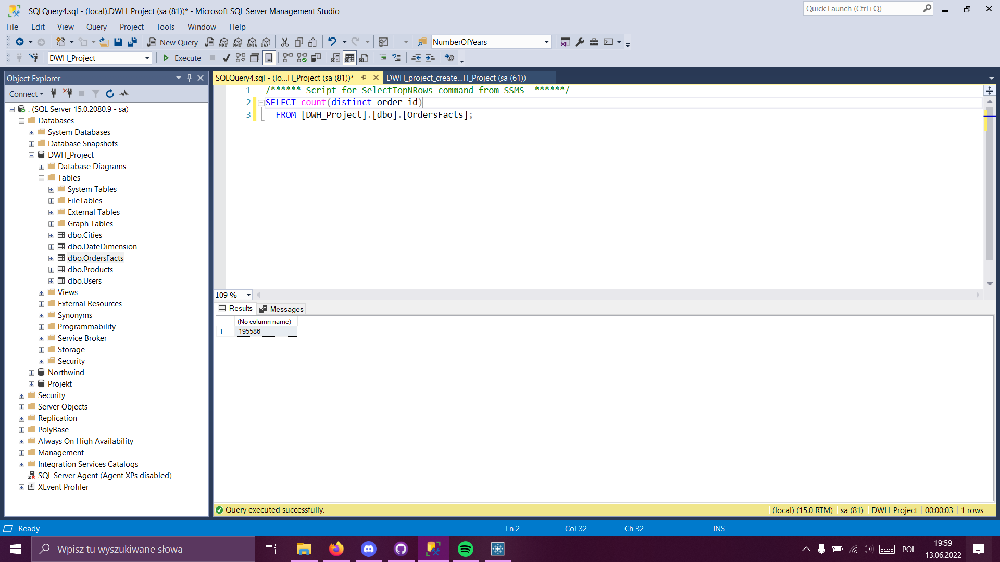 SQLQuery4.sql - (local).DWH_Project (sa (81))* - Microsoft SQL Server Management Studio
Quick Launch (Ctrl+Q)
File Edit View Query Project Tools Window Help
New Query
MDX DMX XMLA DAX
NumberOfYears
DWH_Project
Execute
Object Explorer
Connect
. (SQL Server 15.0.2080.9 - sa)
Databases
System Databases
Database Snapshots
DWH_Project
Database Diagrams
Tables
System Tables
FileTables
External Tables
Graph Tables
dbo.Cities
dbo.DateDimension
dbo.OrdersFacts
dbo.Products
dbo.Users
Views
External Resources
Synonyms
Programmability
Service Broker
Storage
Security
Northwind
Projekt
Security
Server Objects
Replication
PolyBase
Always On High Availability
Management
Integration Services Catalogs
SQL Server Agent (Agent XPs disabled)
XEvent Profiler
SQLQuery4.sql - (lo...H_Project (sa (81))*
DWH_project_create...H_Project (sa (61))
1 /****** Script for SelectTopNRows command from SSMS  ******/
2 SELECT count(distinct order_id)
3 FROM [DWH_Project].[dbo].[OrdersFacts];
109 %
Results Messages
(No column name)
1 195586
Query executed successfully.
(local) (15.0 RTM) sa (81) DWH_Project 00:00:03 1 rows
Ready
Ln 2 Col 32 Ch 32 INS
Wpisz tu wyszukiwane słowa
POL
19:59
13.06.2022